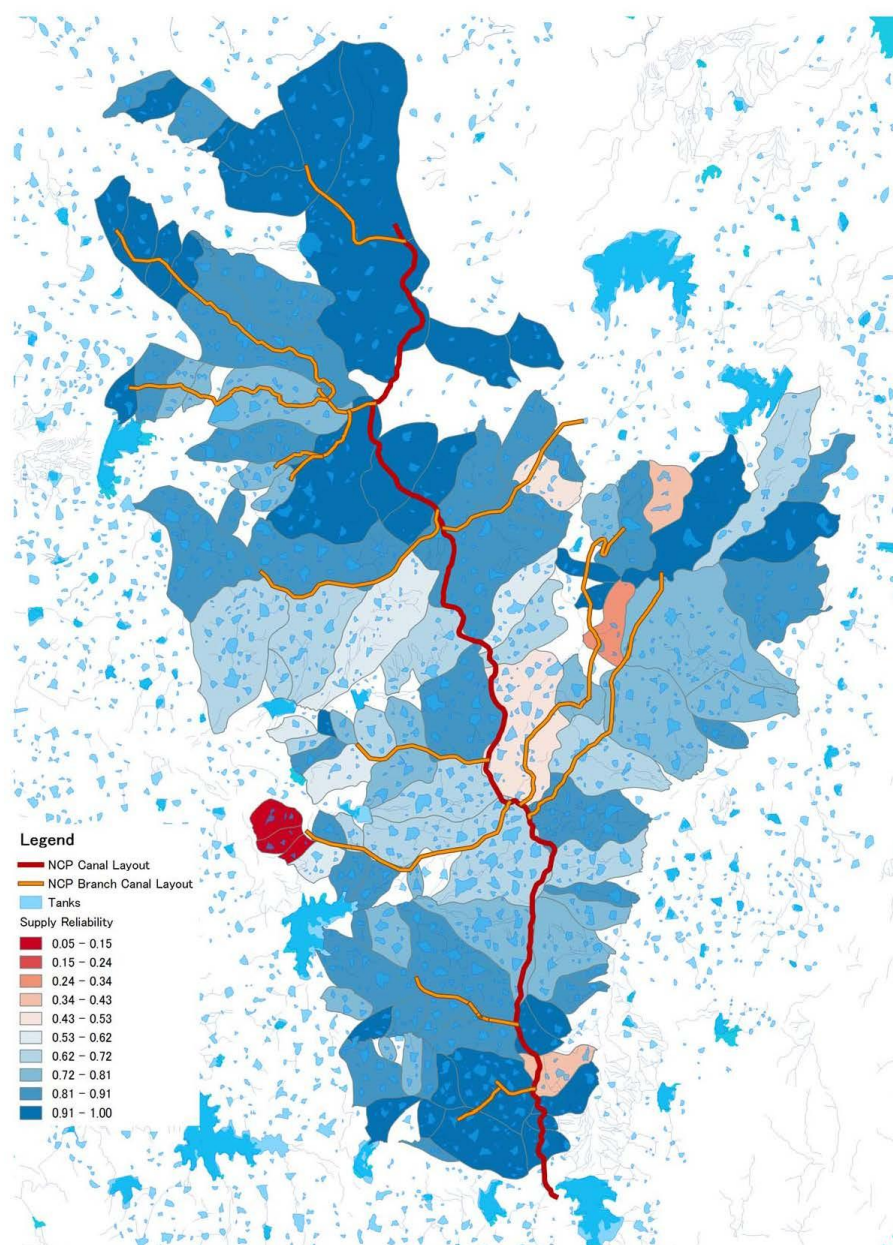 Legend
NCP Canal Layout
NCP Branch Canal Layout
Tanks
Supply Reliability
0.05 - 0.15
0.15 - 0.24
0.24 - 0.34
0.34 - 0.43
0.43 - 0.53
0.53 - 0.62
0.62 - 0.72
0.72 - 0.81
0.81 - 0.91
0.91 - 1.00